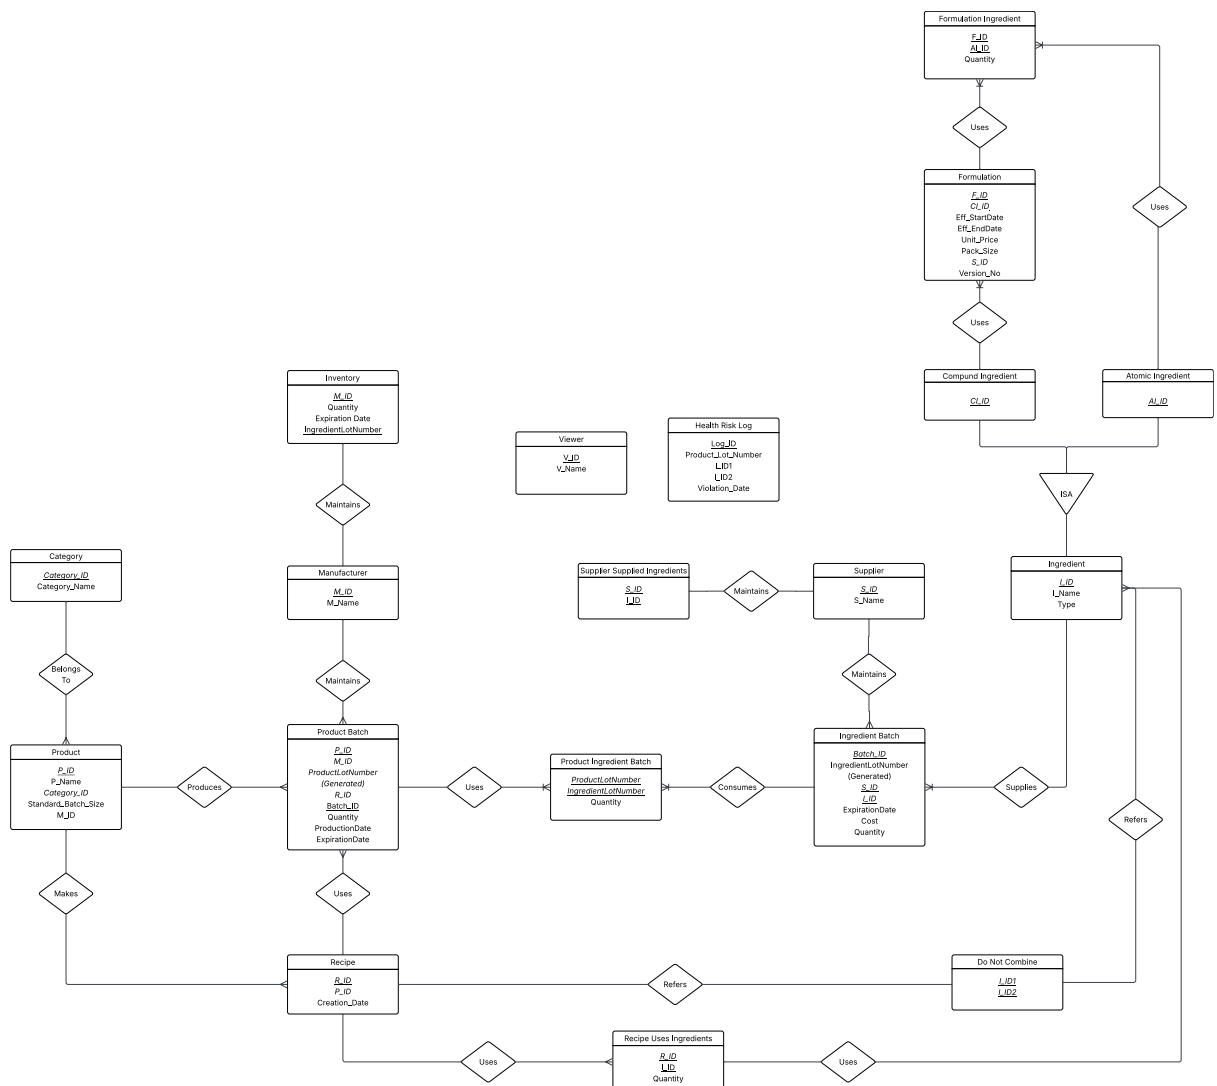 Formulation Ingredient
F_ID
AI_ID
Quantity
Uses
Formulation
F_ID
CI_ID
Eff_StartDate
Eff_EndDate
Unit_Price
Pack_Size
S_ID
Version_No
Uses
Uses
Compund Ingredient
CI_ID
Atomic Ingredient
AI_ID
ISA
Inventory
M_ID
Quantity
Expiration Date
IngredientLotNumber
Viewer
V_ID
V_Name
Health Risk Log
Log_ID
Product_Lot_Number
I_ID1
I_ID2
Violation_Date
Maintains
Category
Category_ID
Category_Name
Manufacturer
M_ID
M_Name
Supplier Supplied Ingredients
S_ID
I_ID
Maintains
Supplier
S_ID
S_Name
Ingredient
I_ID
I_Name
Type
Belongs
To
Maintains
Maintains
Product
P_ID
P_Name
Category_ID
Standard_Batch_Size
M_ID
Produces
Product Batch
P_ID
M_ID
ProductLotNumber
(Generated)
R_ID
Batch_ID
Quantity
ProductionDate
ExpirationDate
Uses
Product Ingredient Batch
ProductLotNumber
IngredientLotNumber
Quantity
Consumes
Ingredient Batch
Batch_ID
IngredientLotNumber
(Generated)
S_ID
I_ID
ExpirationDate
Cost
Quantity
Supplies
Refers
Makes
Uses
Recipe
R_ID
P_ID
Creation_Date
Refers
Do Not Combine
I_ID1
I_ID2
Uses
Recipe Uses Ingredients
R_ID
I_ID
Quantity
Uses